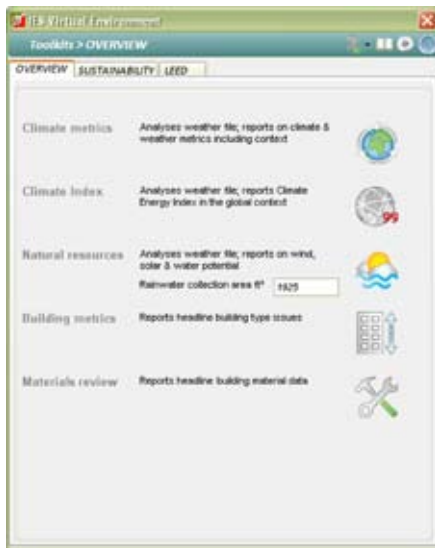 IES Virtual Environment
Toolkits > OVERVIEW
OVERVIEW SUSTAINABILITY LEED
Climate metrics
Analyses weather file; reports on climate &
weather metrics including context
Climate Index
Analyses weather file; reports Climate
Energy Index in the global context
99
Natural resources
Analyses weather file; reports on wind,
solar & water potential
Rainwater collection area ft² 1925
Building metrics
Reports headline building type issues
Materials review
Reports headline building material data